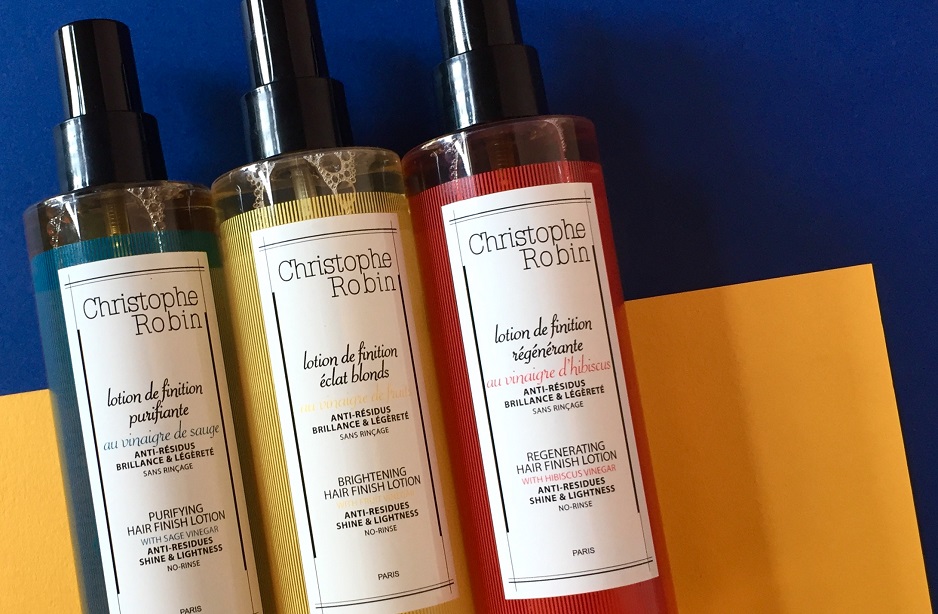 Christophe
Robin
lotion de finition
purifiante
au vinaigre de sauge
ANTI-RÉSIDUS
BRILLANCE & LÉGÈRETÉ
SANS RINÇAGE
PURIFYING
HAIR FINISH LOTION
WITH SAGE VINEGAR
ANTI-RESIDUES
SHINE & LIGHTNESS
NO-RINSE
PARIS
Christophe
Robin
lotion de finition
éclat blonds
au vinaigre de
ANTI-RÉSIDUS
BRILLANCE & LÉGÈRETÉ
SANS RINÇAGE
BRIGHTENING
HAIR FINISH LOTION
ANTI-RESIDUES
SHINE & LIGHTNESS
NO-RINSE
PARIS
Christophe
Robin
lotion de finition
régénérante
au vinaigre d'hibiscus
ANTI-RÉSIDUS
BRILLANCE & LÉGÈRETÉ
SANS RINÇAGE
REGENERATING
HAIR FINISH LOTION
WITH HIBISCUS VINEGAR
ANTI-RESIDUES
SHINE & LIGHTNESS
NO-RINSE
PARIS